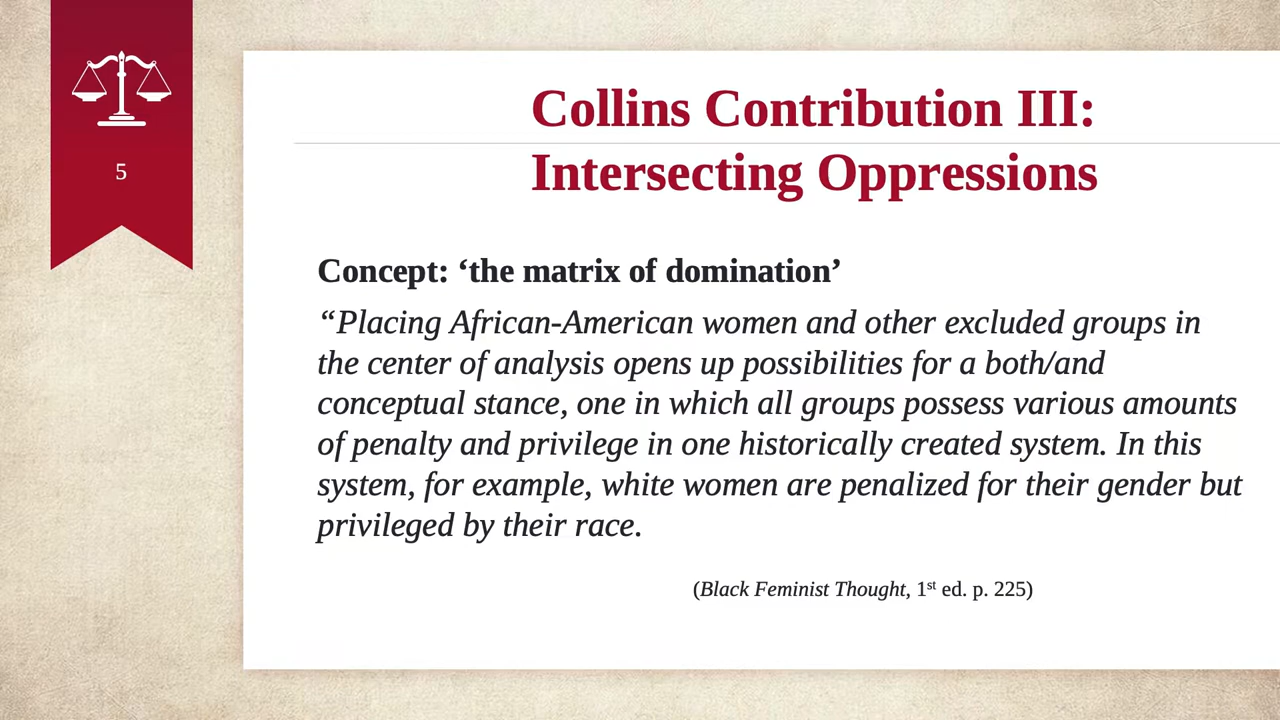 5
Collins Contribution III:
Intersecting Oppressions
Concept: ‘the matrix of domination’
“Placing African-American women and other excluded groups in
the center of analysis opens up possibilities for a both/and
conceptual stance, one in which all groups possess various amounts
of penalty and privilege in one historically created system. In this
system, for example, white women are penalized for their gender but
privileged by their race.
(Black Feminist Thought, 1st ed. p. 225)